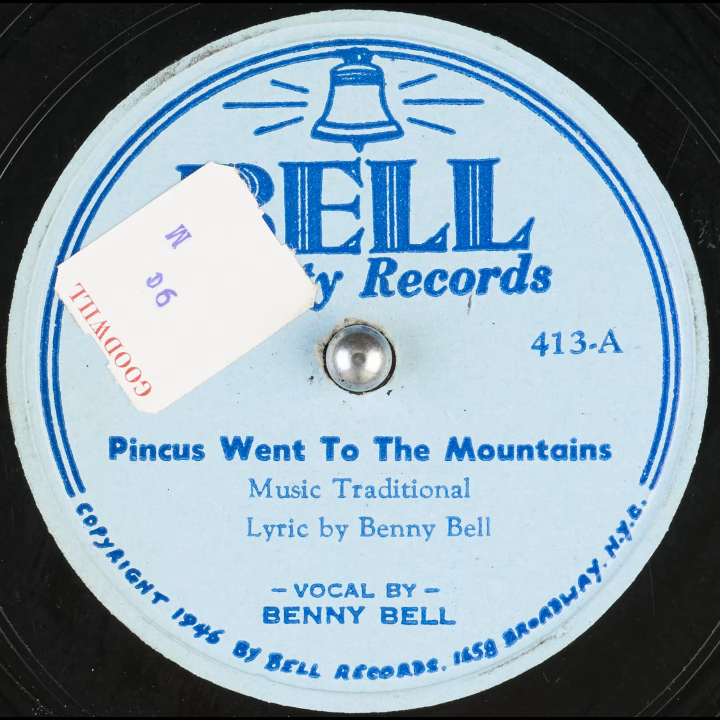 BELL
ty Records
M
90
GOODWILL
413-A
Pincus Went To The Mountains
Music Traditional
Lyric by Benny Bell
- VOCAL BY -
BENNY BELL
COPYRIGHT 1946 BY BELL RECORDS. 1658 BROADWAY. N.Y.C.